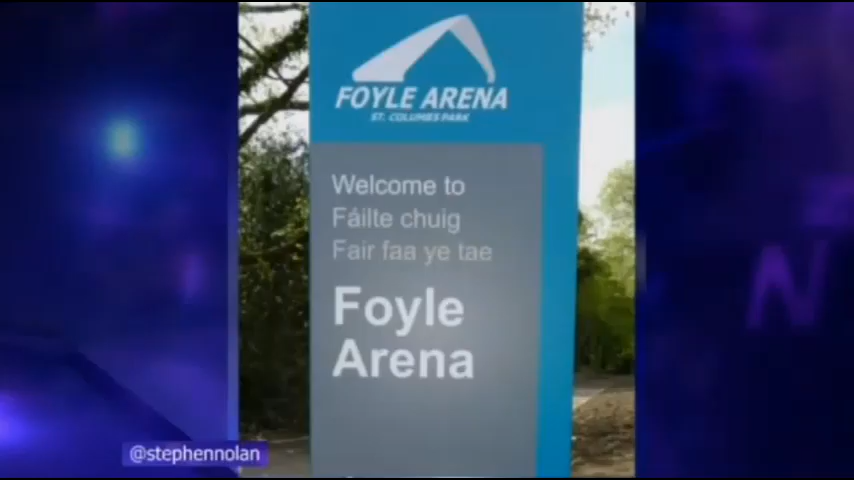 FOYLE ARENA
ST. COLUMBS PARK
Welcome to
Fáilte chuig
Fair faa ye tae
Foyle
Arena
N
@stephennolan